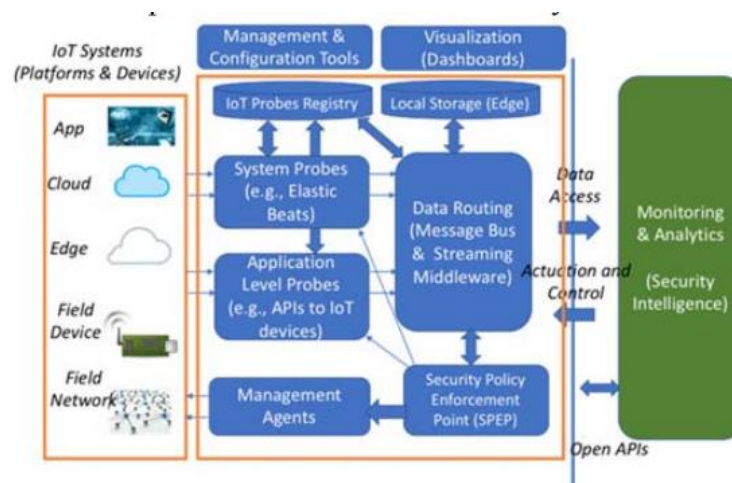 IoT Systems
(Platforms & Devices)
Management &
Configuration Tools
Visualization
(Dashboards)
App
Cloud
Edge
Field
Device
Field
Network
IoT Probes Registry
Local Storage (Edge)
System Probes
(e.g., Elastic
Beats)
Application
Level Probes
(e.g., APIs to IoT
devices)
Management
Agents
Data Routing
(Message Bus
& Streaming
Middleware)
Security Policy
Enforcement
Point (SPEP)
Data
Access
Actuction and
Control
Open APIs
Monitoring
& Analytics
(Security
Intelligence)